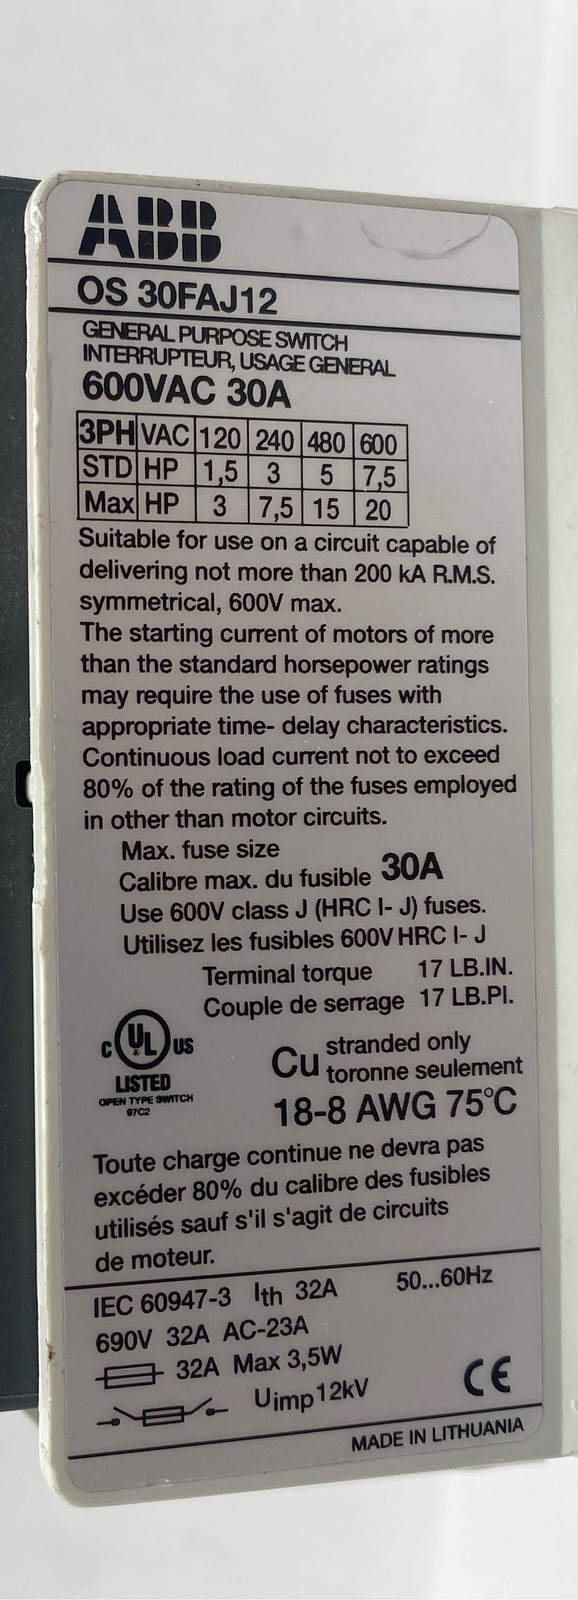 ABB
OS 30FAJ12
GENERAL PURPOSE SWITCH
INTERRUPTEUR, USAGE GENERAL
600VAC 30A
3PH VAC 120 240 480 600
STD HP 1,5 3 5 7,5
Max HP 3 7,5 15 20
Suitable for use on a circuit capable of
delivering not more than 200 kA R.M.S.
symmetrical, 600V max.
The starting current of motors of more
than the standard horsepower ratings
may require the use of fuses with
appropriate time- delay characteristics.
Continuous load current not to exceed
80% of the rating of the fuses employed
in other than motor circuits.
Max. fuse size
Calibre max. du fusible 30A
Use 600V class J (HRC I- J) fuses.
Utilisez les fusibles 600V HRC I- J
Terminal torque 17 LB.IN.
Couple de serrage 17 LB.PI.
C UL US
LISTED
OPEN TYPE SWITCH
97C2
Cu stranded only
toronne seulement
18-8 AWG 75°C
Toute charge continue ne devra pas
excéder 80% du calibre des fusibles
utilisés sauf s'il s'agit de circuits
de moteur.
IEC 60947-3 Ith 32A 50...60Hz
690V 32A AC-23A
32A Max 3,5W
Uimp 12kV CE
MADE IN LITHUANIA